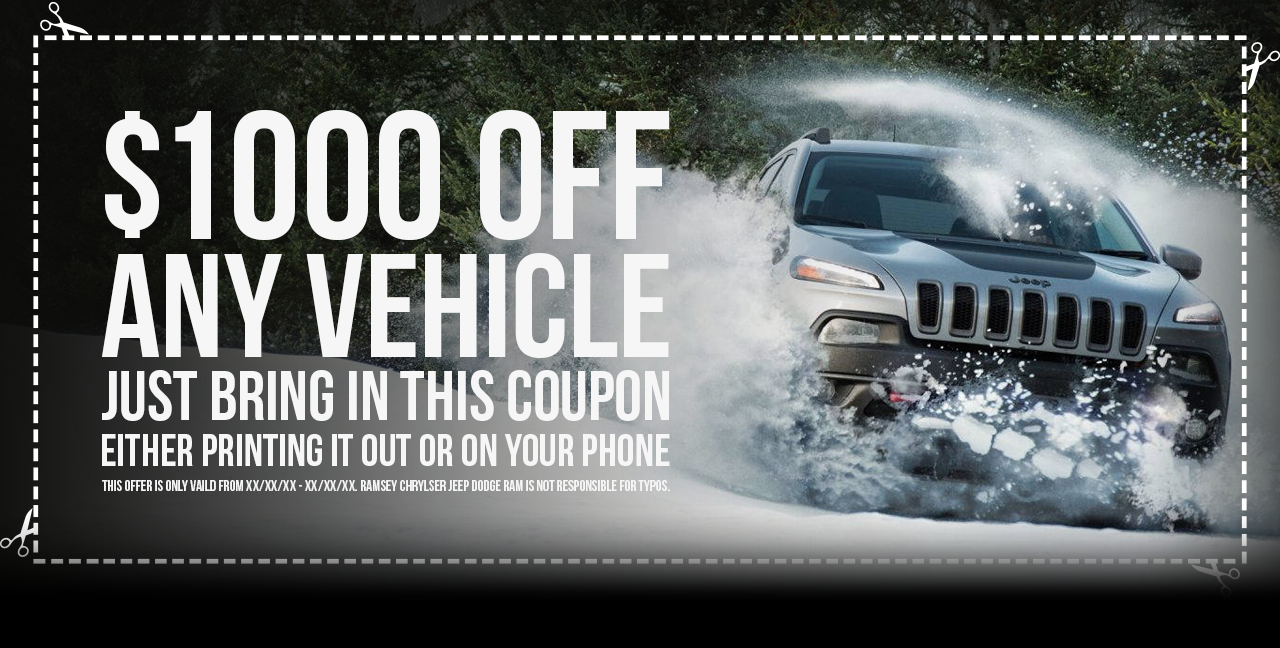 $1000 OFF
ANY VEHICLE
JUST BRING IN THIS COUPON
EITHER PRINTING IT OUT OR ON YOUR PHONE
THIS OFFER IS ONLY VAILD FROM XX/XX/XX - XX/XX/XX. RAMSEY CHRYLSER JEEP DODGE RAM IS NOT RESPONSIBLE FOR TYPOS.
Jeep